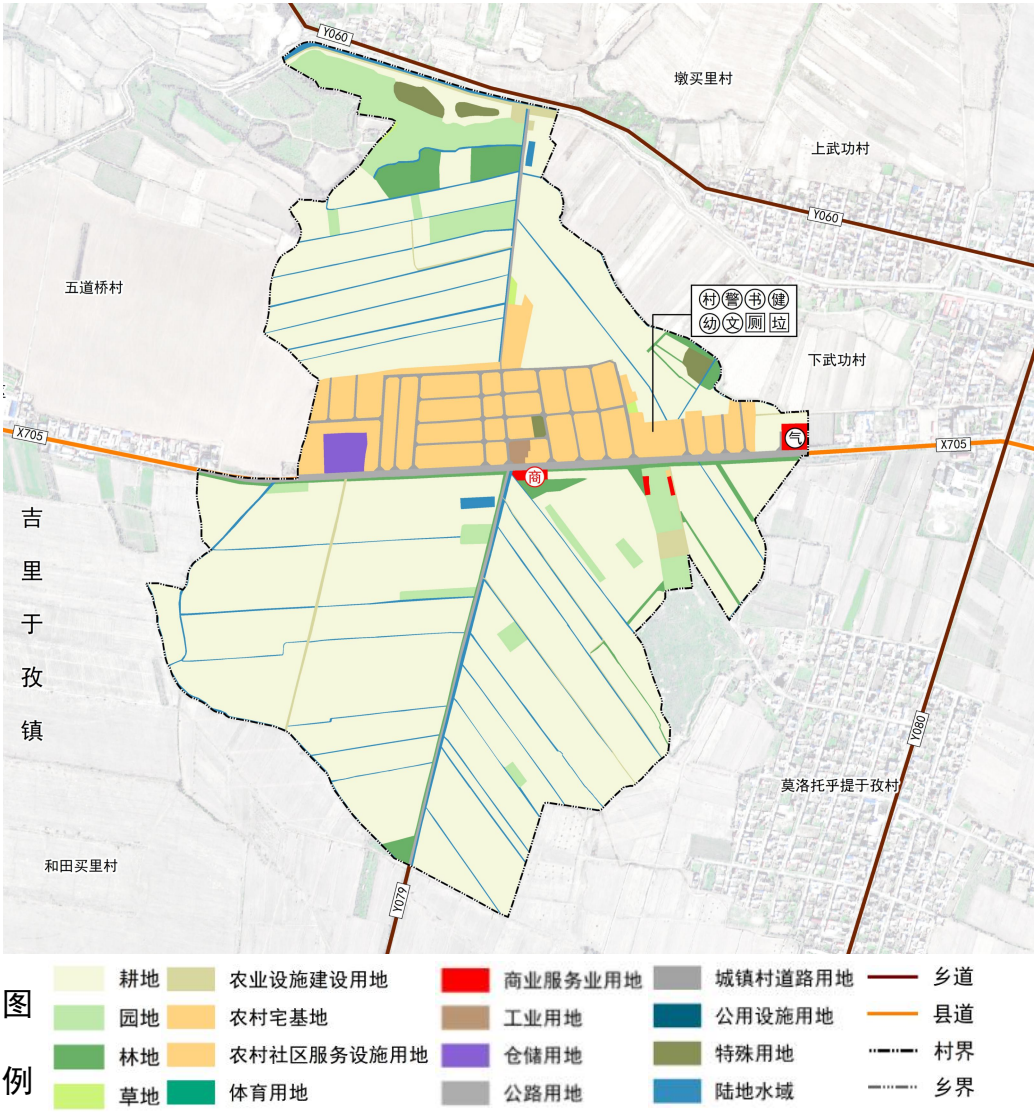 Y060
墩买里村
上武功村
Y060
五道桥村
村警书健
幼文厕垃
下武功村
X705
气
X705
商
吉里于孜镇
Y080
莫洛托乎提于孜村
和田买里村
Y079
图例
耕地
农业设施建设用地
商业服务业用地
城镇村道路用地
乡道
园地
农村宅基地
工业用地
公用设施用地
县道
林地
农村社区服务设施用地
仓储用地
特殊用地
村界
草地
体育用地
公路用地
陆地水域
乡界